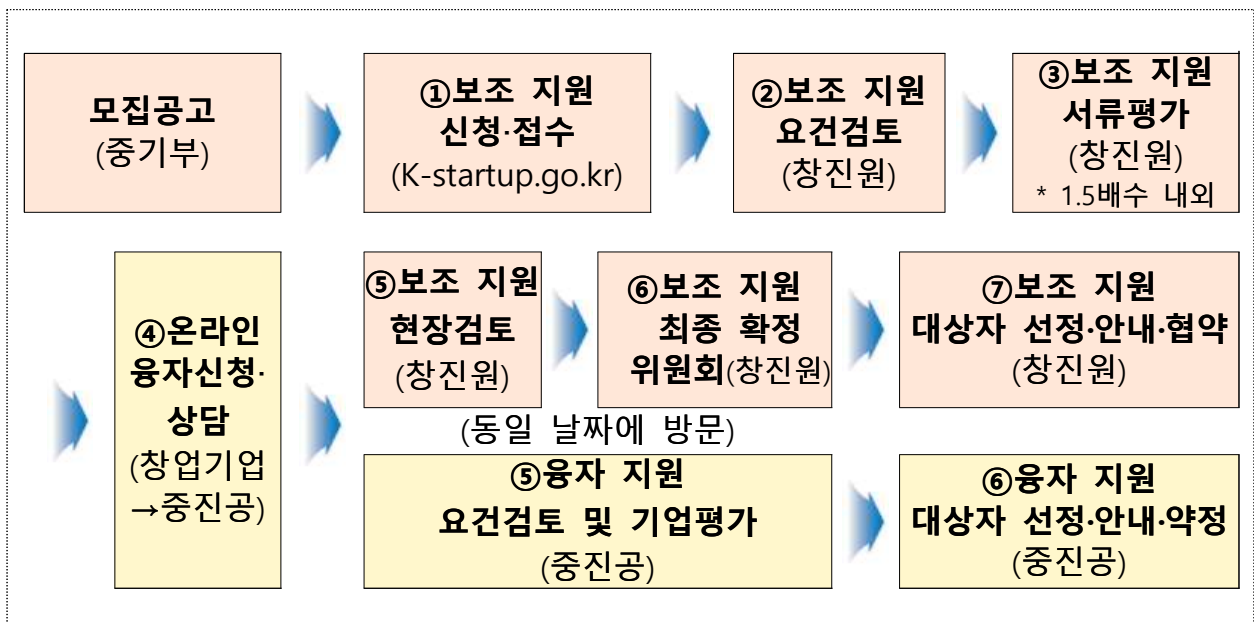 모집공고
(중기부)
①보조 지원
신청·접수
(K-startup.go.kr)
②보조 지원
요건검토
(창진원)
③보조 지원
서류평가
(창진원)
* 1.5배수 내외
④온라인
융자신청·
상담
(창업기업
→중진공)
⑤보조 지원
현장검토
(창진원)
⑥보조 지원
최종 확정
위원회(창진원)
⑦보조 지원
대상자 선정·안내·협약
(창진원)
(동일 날짜에 방문)
⑤융자 지원
요건검토 및 기업평가
(중진공)
⑥융자 지원
대상자 선정·안내·약정
(중진공)